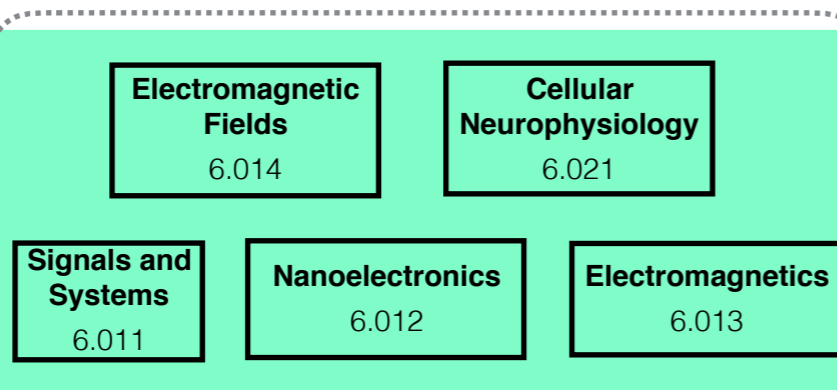 Electromagnetic
Fields
6.014
Cellular
Neurophysiology
6.021
Signals and
Systems
6.011
Nanoelectronics
6.012
Electromagnetics
6.013